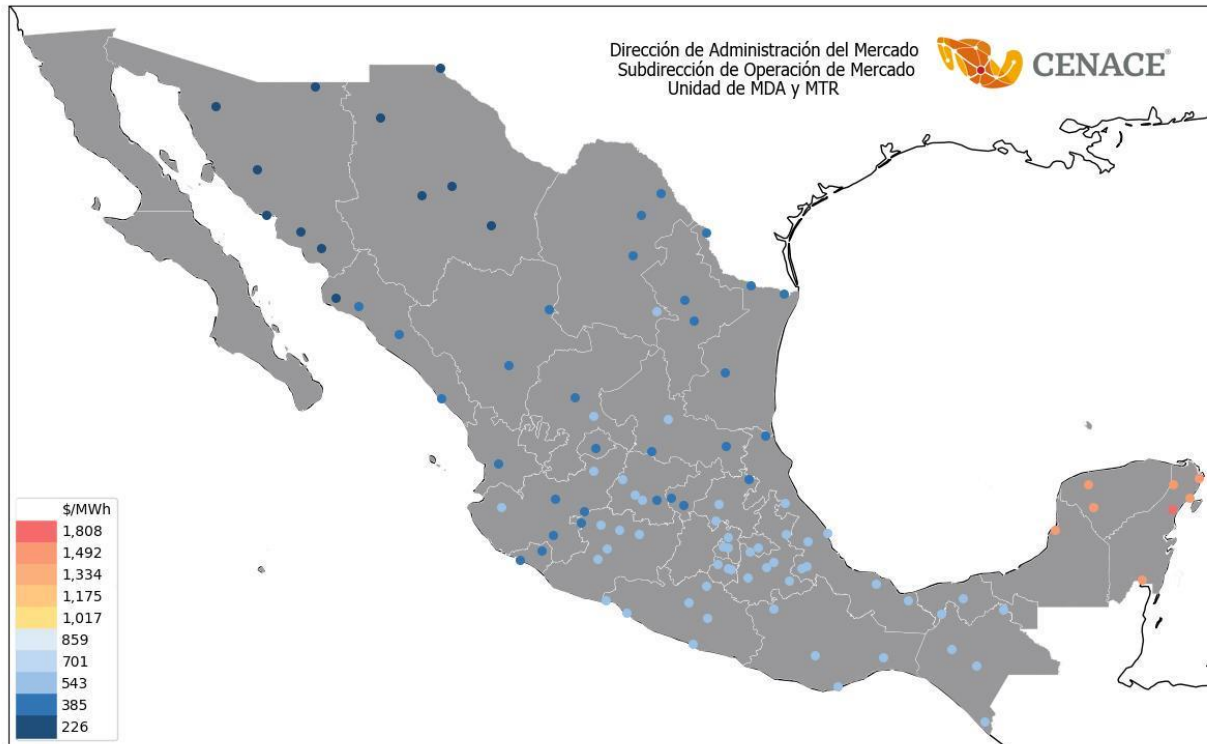 Dirección de Administración del Mercado
Subdirección de Operación de Mercado
Unidad de MDA y MTR
CENACE®
$/MWh
1,808
1,492
1,334
1,175
1,017
859
701
543
385
226